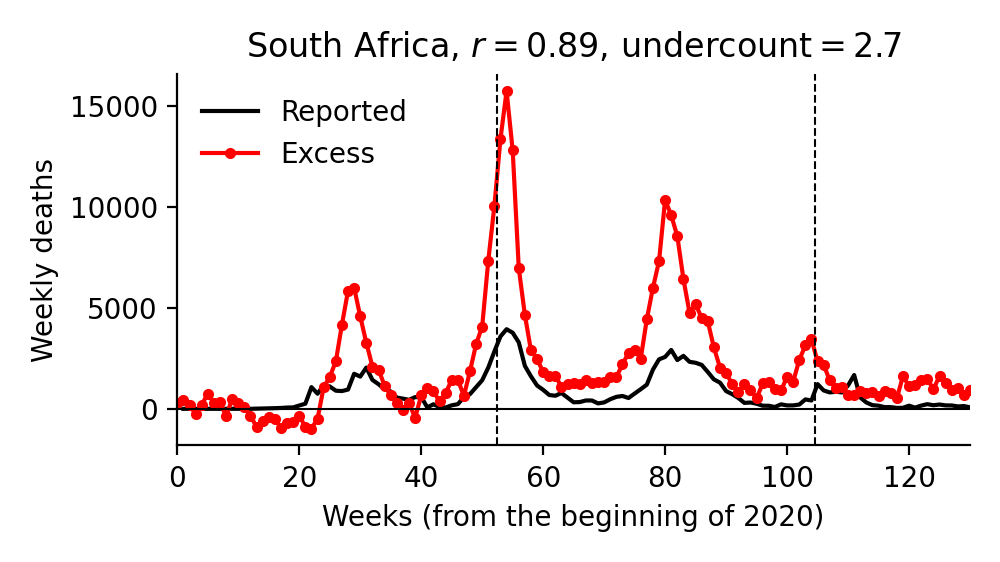 South Africa, r = 0.89, undercount = 2.7
Reported
Excess
15000
10000
5000
0
Weekly deaths
0 20 40 60 80 100 120
Weeks (from the beginning of 2020)